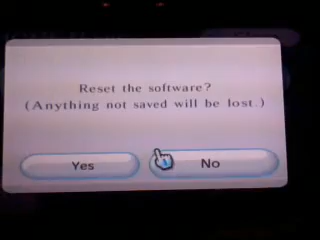 Reset the software?
(Anything not saved will be lost.)
Yes
No